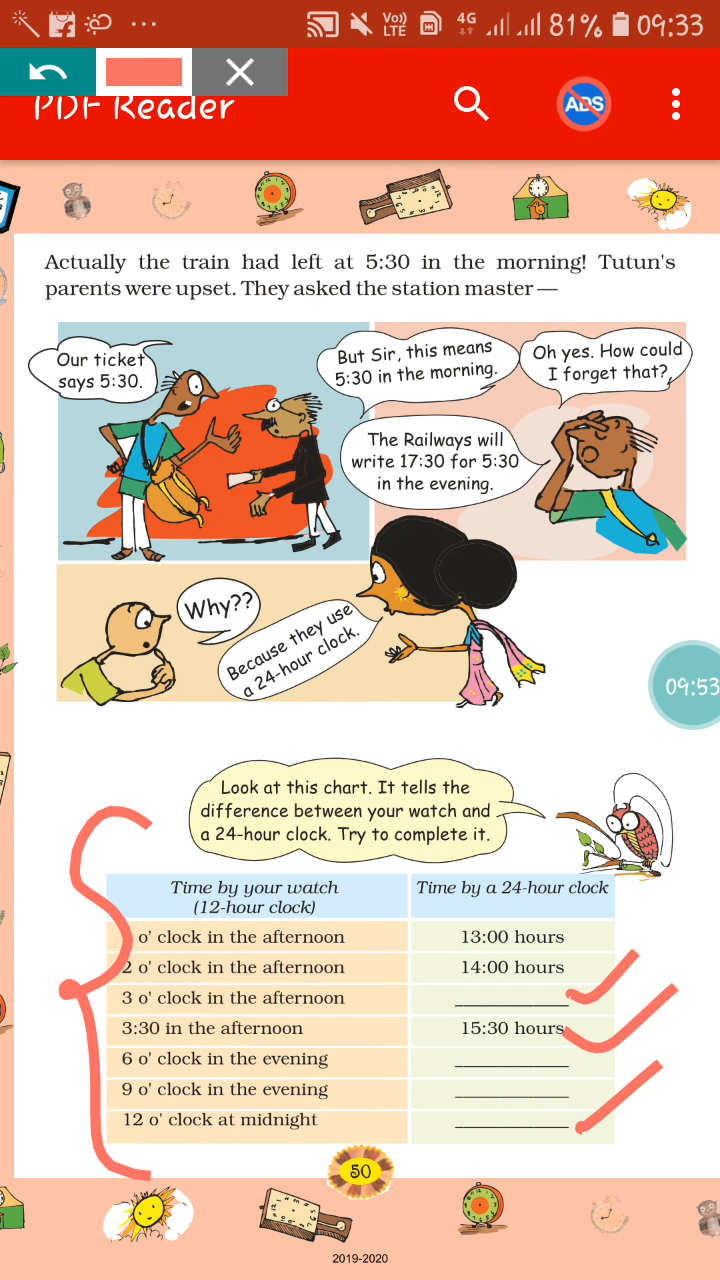 Vo))
LTE
4G
81%
09:33
PDF Reader
ADS
Actually the train had left at 5:30 in the morning! Tutun's
parents were upset. They asked the station master —
Our ticket
says 5:30.
But Sir, this means
5:30 in the morning.
Oh yes. How could
I forget that?
The Railways will
write 17:30 for 5:30
in the evening.
Why??
Because they use
a 24-hour clock.
09:53
Look at this chart. It tells the
difference between your watch and
a 24-hour clock. Try to complete it.
Time by your watch
(12-hour clock)
Time by a 24-hour clock
o' clock in the afternoon
13:00 hours
2 o' clock in the afternoon
14:00 hours
3 o' clock in the afternoon
3:30 in the afternoon
15:30 hours
6 o' clock in the evening
9 o' clock in the evening
12 o' clock at midnight
50
2019-2020